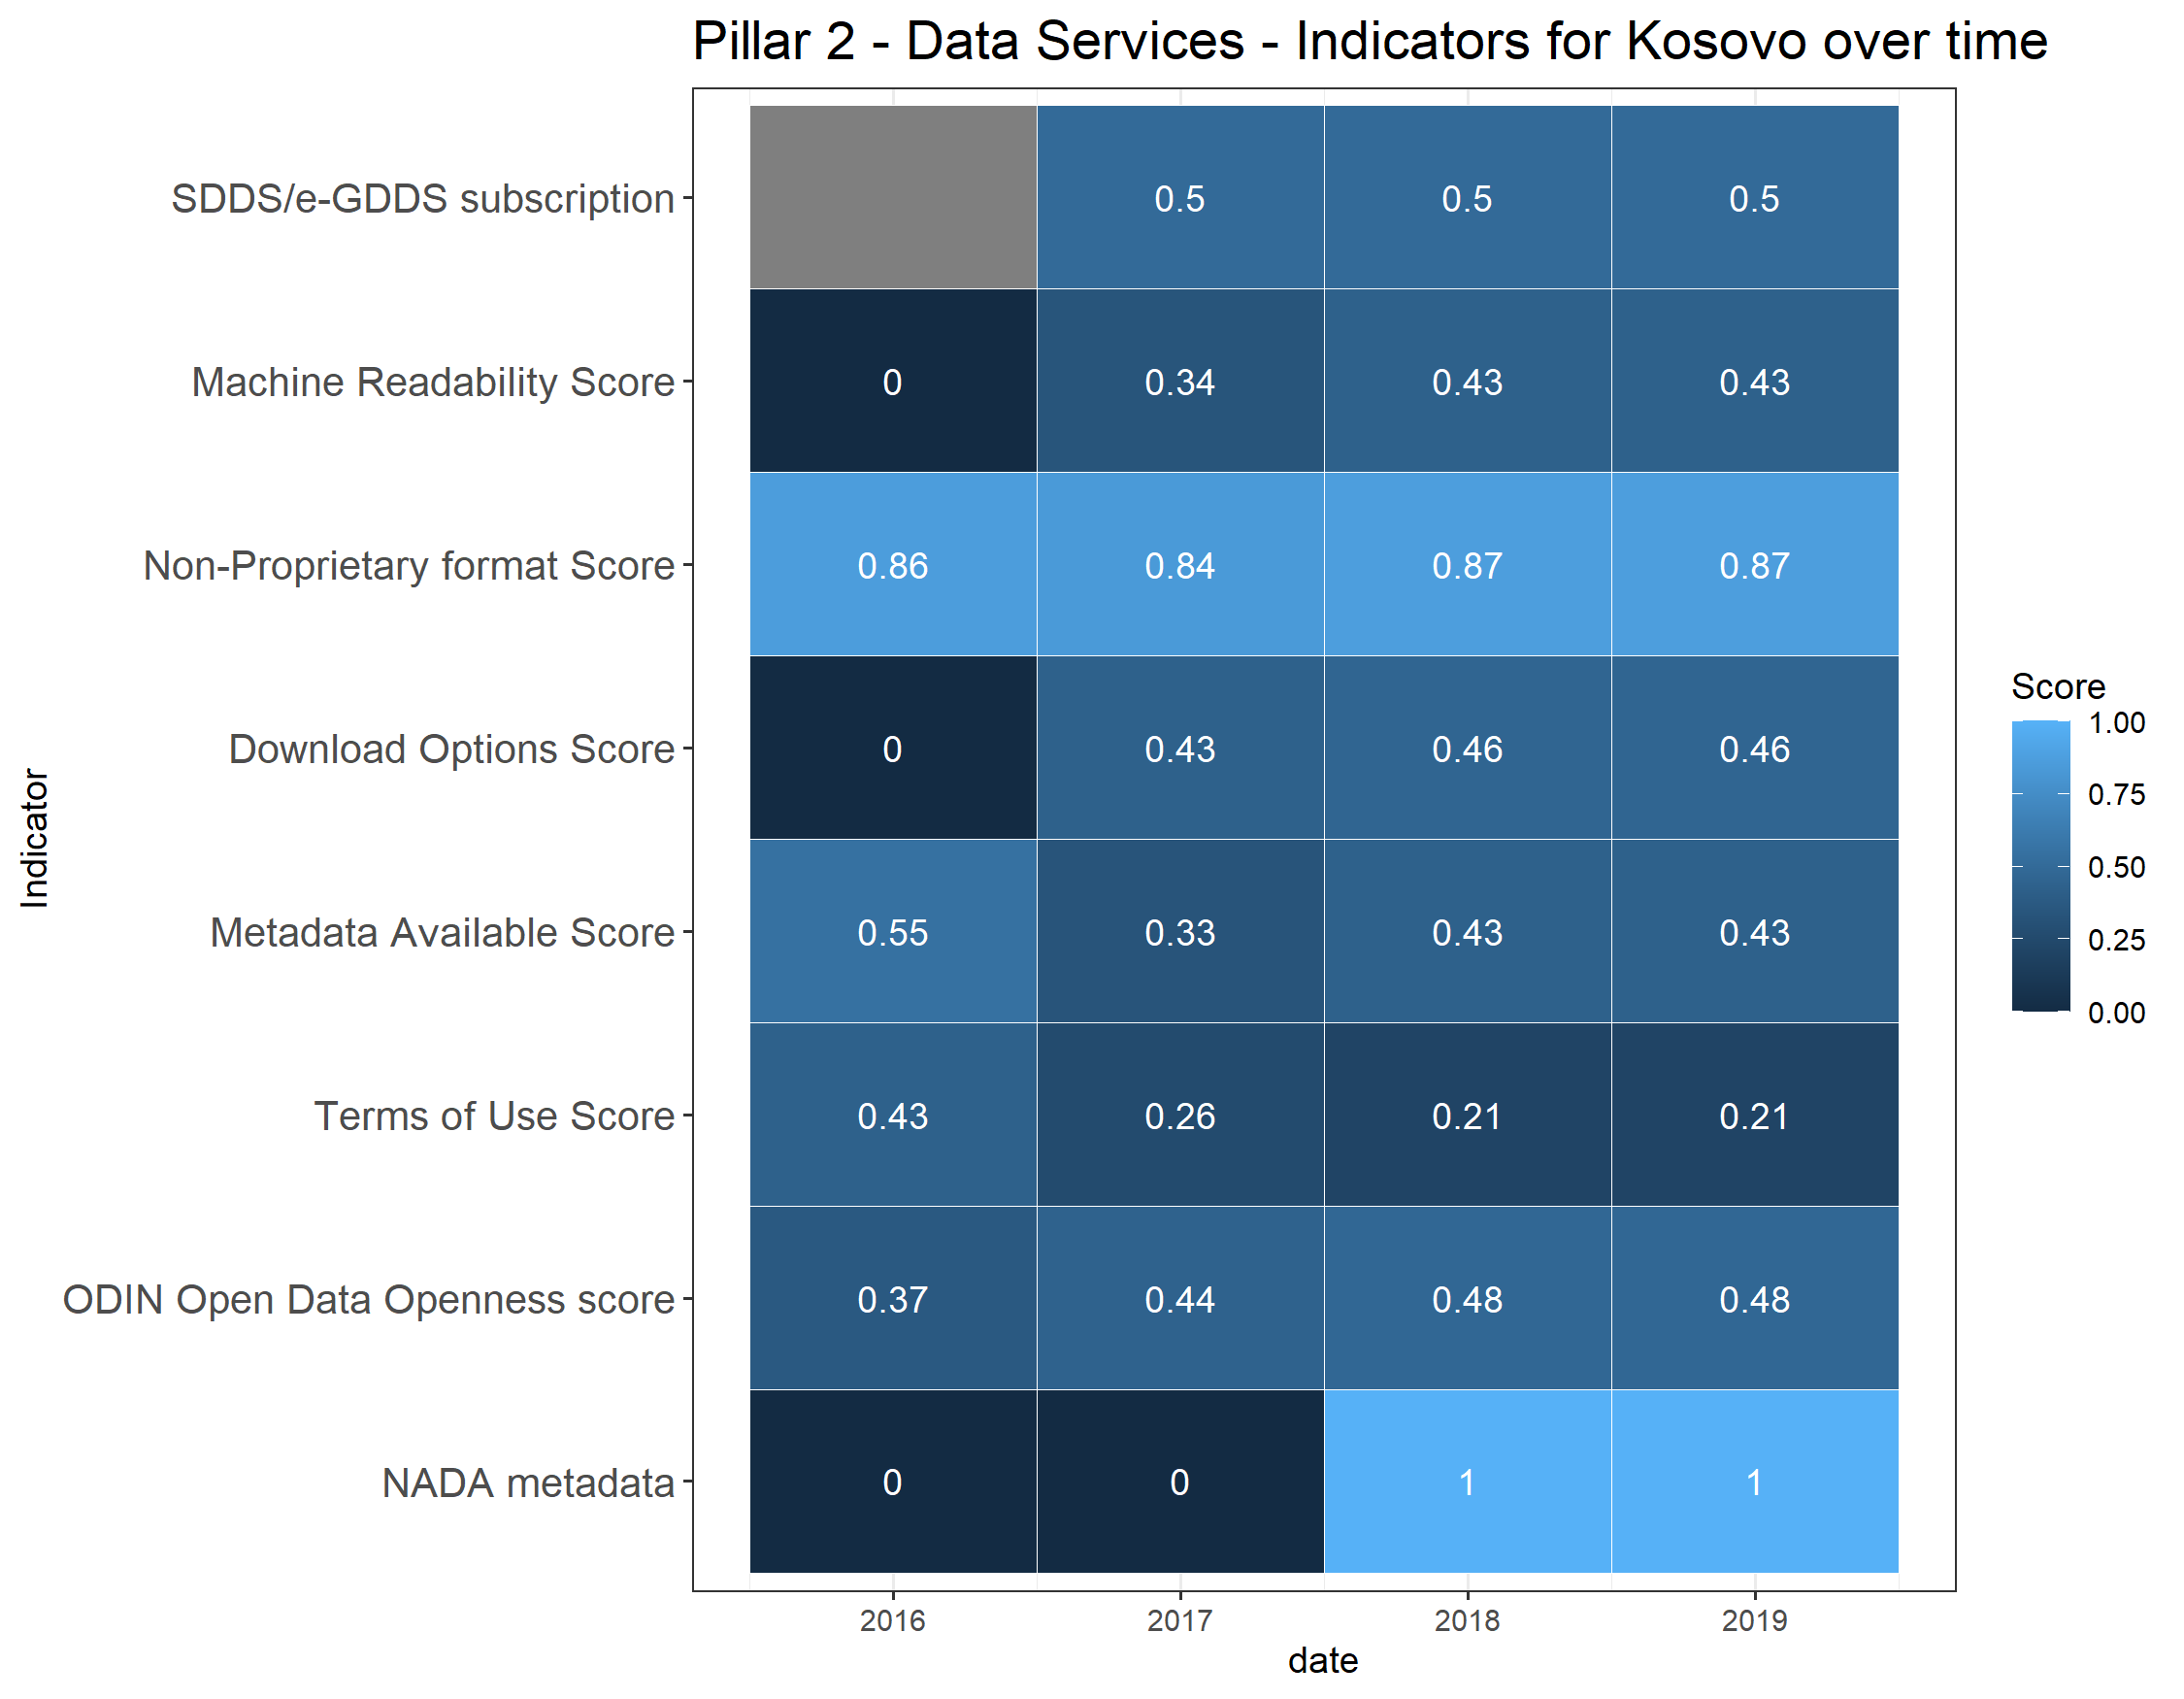 Pillar 2 - Data Services - Indicators for Kosovo over time
Indicator
SDDS/e-GDDS subscription 0.5 0.5 0.5
Machine Readability Score 0 0.34 0.43 0.43
Non-Proprietary format Score 0.86 0.84 0.87 0.87
Download Options Score 0 0.43 0.46 0.46
Metadata Available Score 0.55 0.33 0.43 0.43
Terms of Use Score 0.43 0.26 0.21 0.21
ODIN Open Data Openness score 0.37 0.44 0.48 0.48
NADA metadata 0 0 1 1
2016 2017 2018 2019
date
Score
1.00
0.75
0.50
0.25
0.00